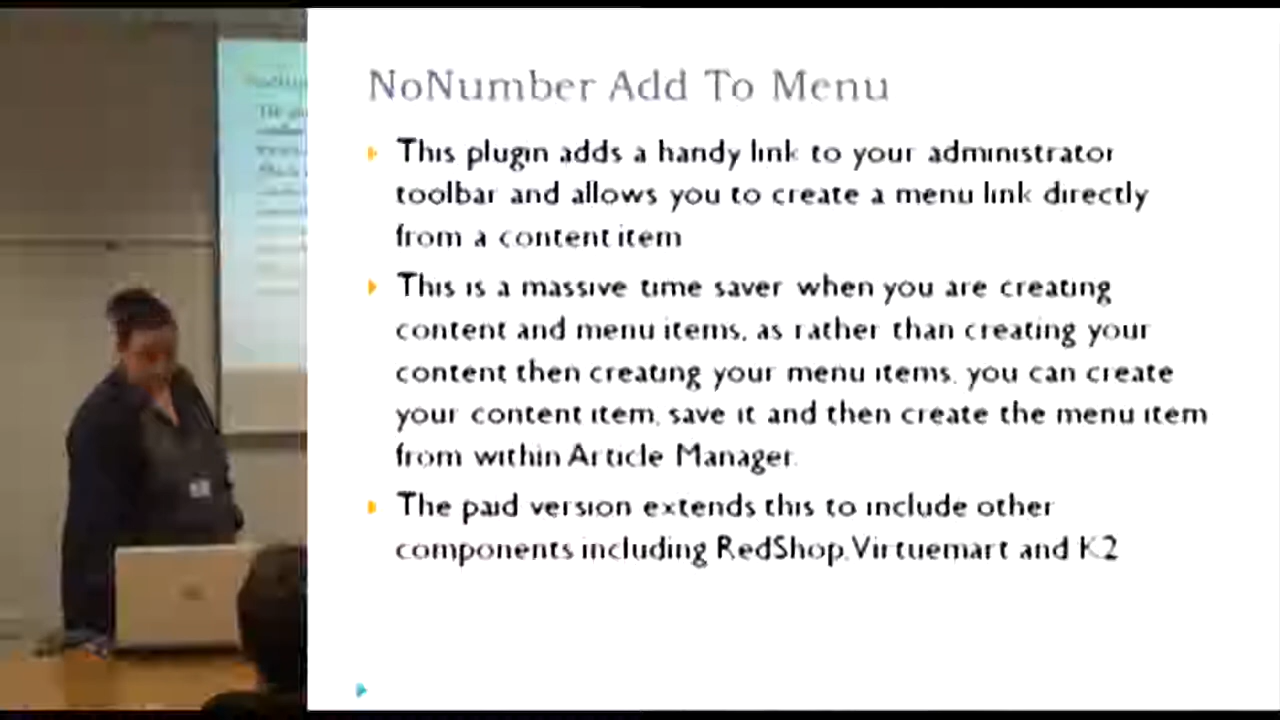 NoNumber Add To Menu
This plugin adds a handy link to your administrator
toolbar and allows you to create a menu link directly
from a content item
This is a massive time saver when you are creating
content and menu items, as rather than creating your
content then creating your menu items, you can create
your content item, save it and then create the menu item
from within Article Manager.
The paid version extends this to include other
components including RedShop, Virtuemart and K2